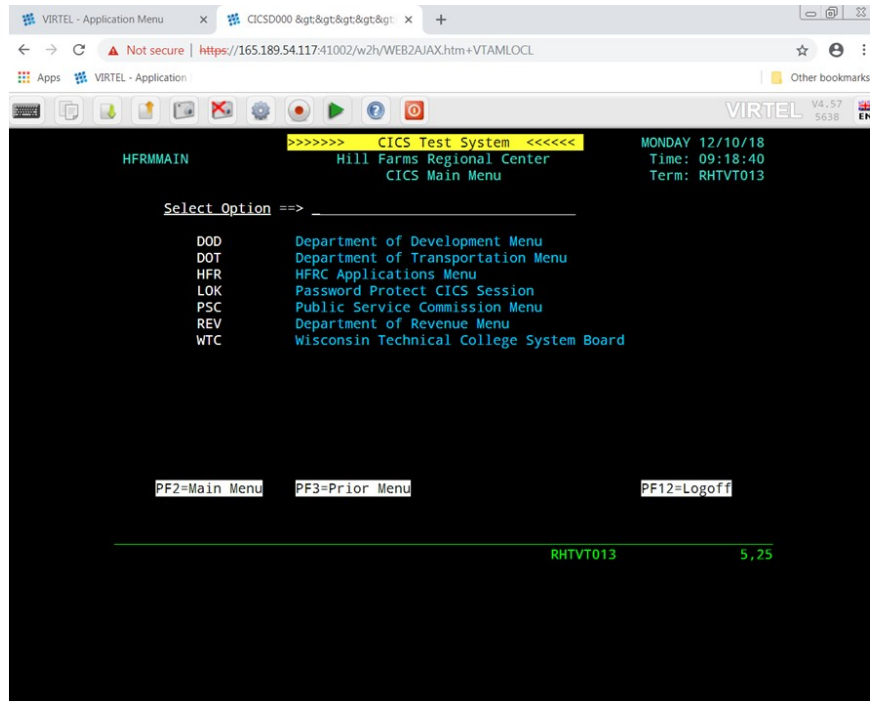 VIRTEL - Application Menu
CICSD000 &gt;&gt;&gt;&gt;&gt
Not secure | https://165.189.54.117:41002/w2h/WEB2AJAX.htm+VTAMLOCL
Apps VIRTEL - Application Other bookmarks
VIRTEL V4.57
5638 EN
>>>>>>> CICS Test System <<<<<< MONDAY 12/10/18
HFRMMAIN Hill Farms Regional Center Time: 09:18:40
CICS Main Menu Term: RHTVT013
Select Option ==> _
DOD Department of Development Menu
DOT Department of Transportation Menu
HFR HFRC Applications Menu
LOK Password Protect CICS Session
PSC Public Service Commission Menu
REV Department of Revenue Menu
WTC Wisconsin Technical College System Board
PF2=Main Menu PF3=Prior Menu PF12=Logoff
RHTVT013 5,25